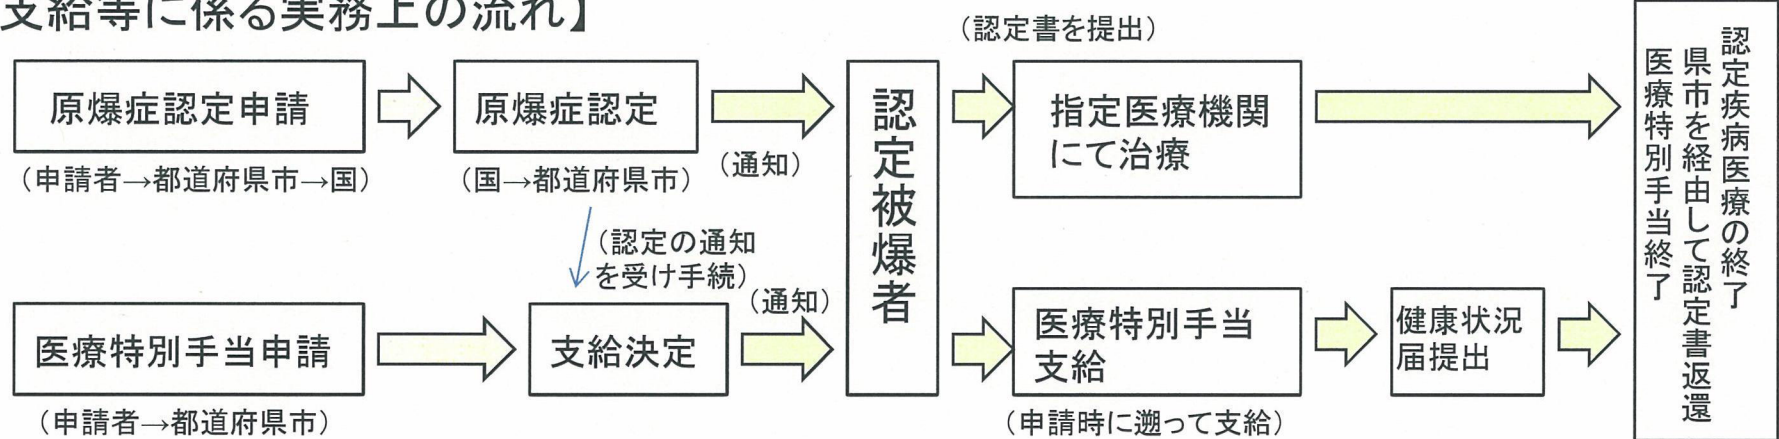 支給等に係る実務上の流れ】
原爆症認定申請
（申請者→都道府県市→国）
原爆症認定
（国→都道府県市）
（通知）
（認定の通知
を受け手続）
医療特別手当申請
（申請者→都道府県市）
支給決定
（通知）
認定被爆者
（認定書を提出）
指定医療機関
にて治療
医療特別手当
支給
（申請時に遡って支給）
健康状況
届提出
認定疾病医療の終了
県市を経由して認定書返還
医療特別手当終了